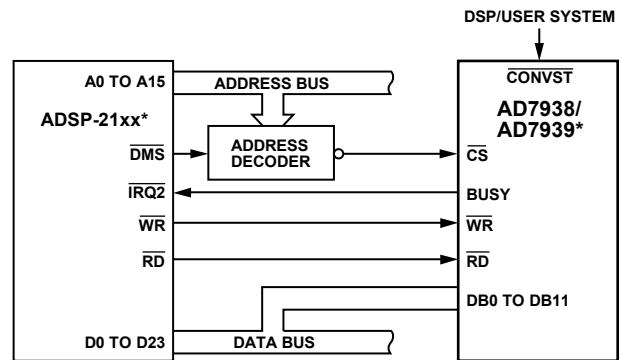 DSP/USER SYSTEM
A0 TO A15
ADDRESS BUS
CONVST
ADSP-21xx*
AD7938/
AD7939*
DMS
ADDRESS
DECODER
CS
IRQ2
BUSY
WR
WR
RD
RD
DB0 TO DB11
D0 TO D23
DATA BUS